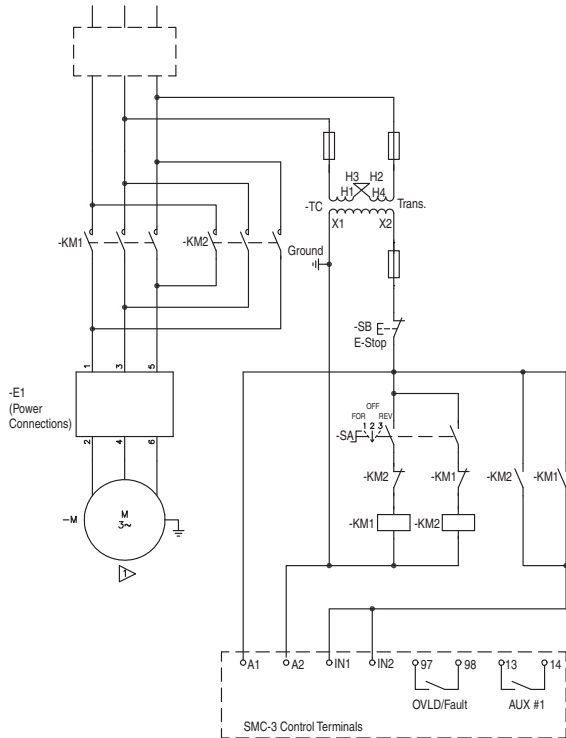 H3 H2
H1 H4
-TC
Trans.
X1 X2
-KM1
-KM2
Ground
-SB
E-Stop
1 3 5
-E1
(Power
Connections)
2 4 6
OFF
FOR REV
1 2 3
-SA
-KM2
-KM1
-KM2
-KM1
-KM1
-KM2
-M
M
3~
1
A1 A2 IN1 IN2 97 98 13 14
OVLD/Fault
AUX #1
SMC-3 Control Terminals